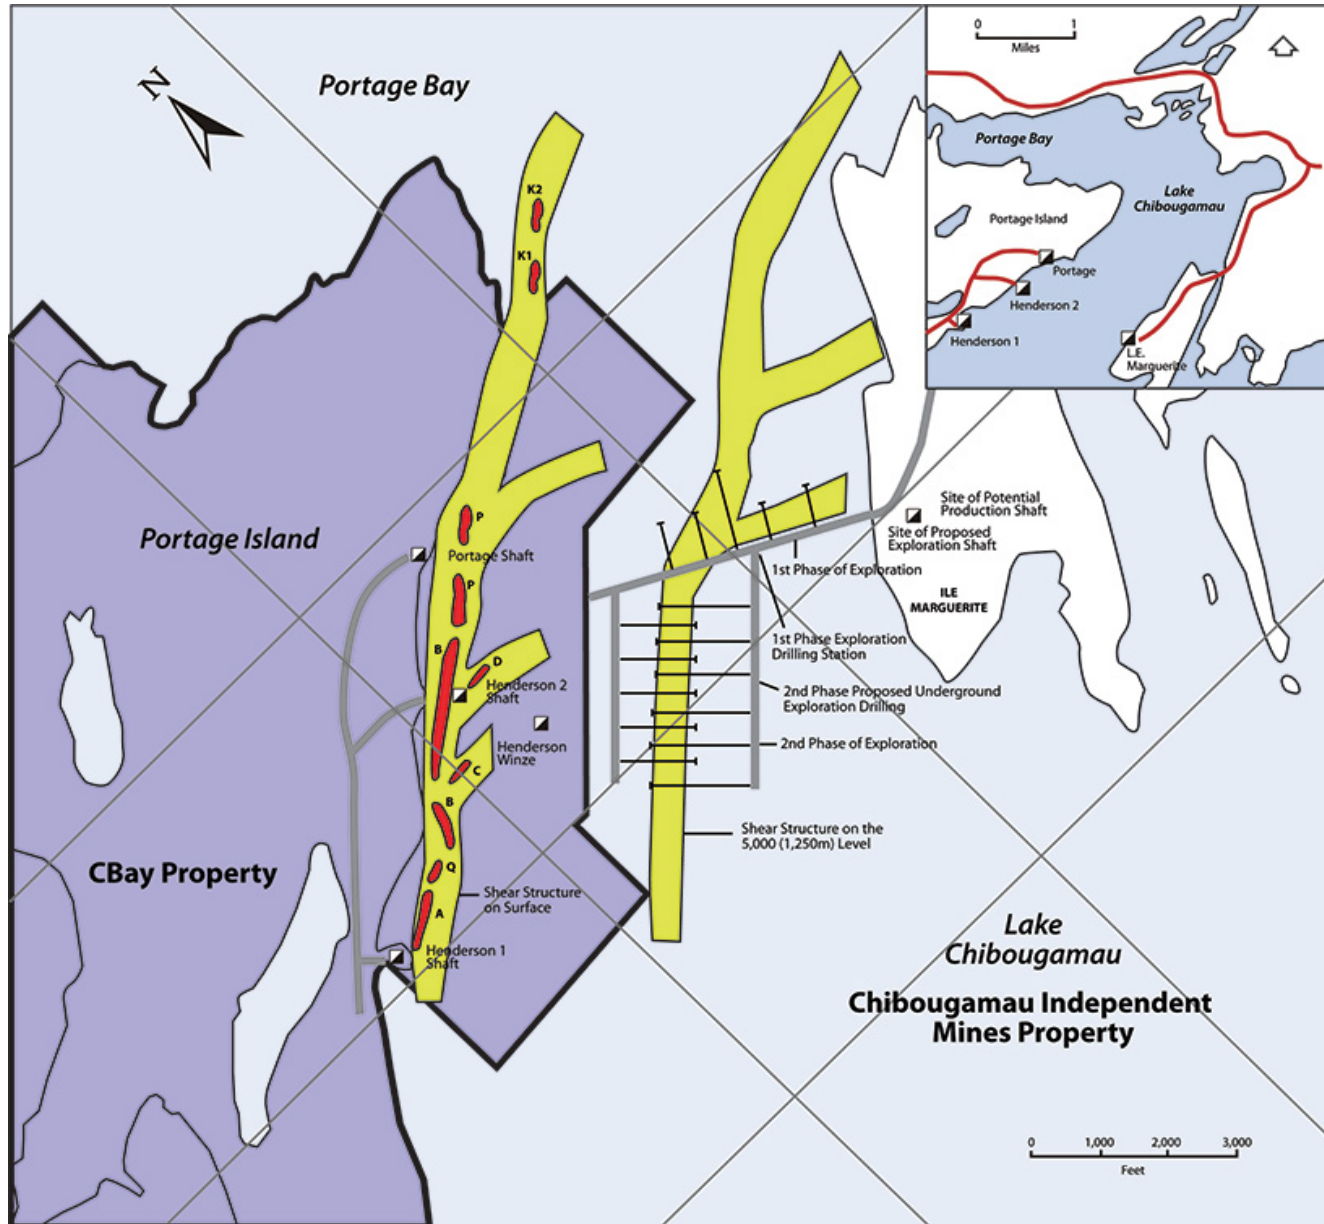 N
Portage Bay
0 1
Miles
Portage Bay
Lake
Chibougamau
Portage Island
Portage
Henderson 2
Henderson 1
L.E.
Marguerite
K2
K1
Portage Island
P
Portage Shaft
P
B
D
Henderson 2
Shaft
Henderson
Winze
C
B
Q
A
CBay Property
Shear Structure
on Surface
Henderson 1
Shaft
Site of Potential
Production Shaft
Site of Proposed
Exploration Shaft
1st Phase of Exploration
ILE
MARGUERITE
1st Phase Exploration
Drilling Station
2nd Phase Proposed Underground
Exploration Drilling
2nd Phase of Exploration
Shear Structure on the
5,000 (1,250m) Level
Lake
Chibougamau
Chibougamau Independent
Mines Property
0 1,000 2,000 3,000
Feet